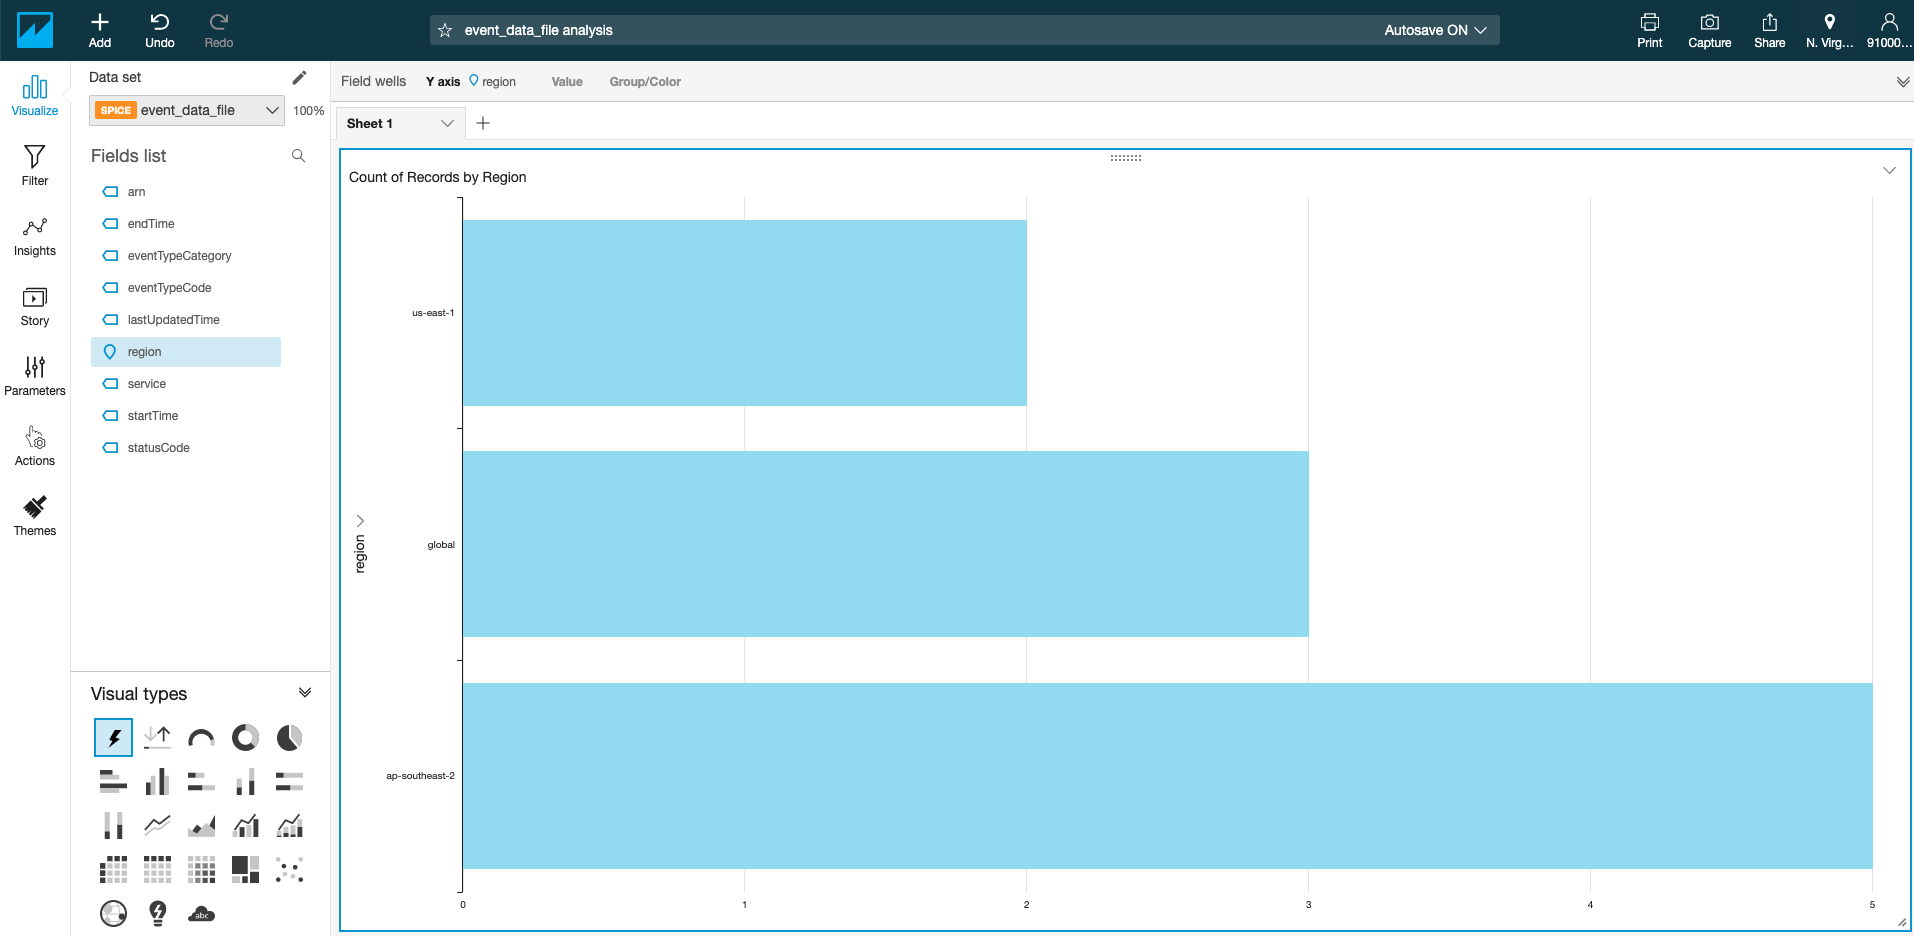 Add
Undo
Redo
event_data_file analysis
Autosave ON
Print
Capture
Share
N. Virg...
91000...
Visualize
Filter
Insights
Story
Parameters
Actions
Themes
Data set
SPICE event_data_file
100%
Fields list
arn
endTime
eventTypeCategory
eventTypeCode
lastUpdatedTime
region
service
startTime
statusCode
Visual types
abc
Field wells
Y axis region
Value
Group/Color
Sheet 1
Count of Records by Region
region
us-east-1
global
ap-southeast-2
0 1 2 3 4 5